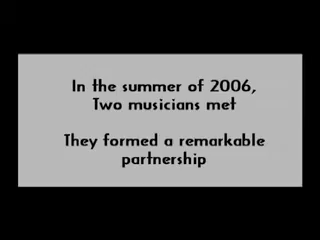 In the summer of 2006,
Two musicians met
They formed a remarkable
partnership